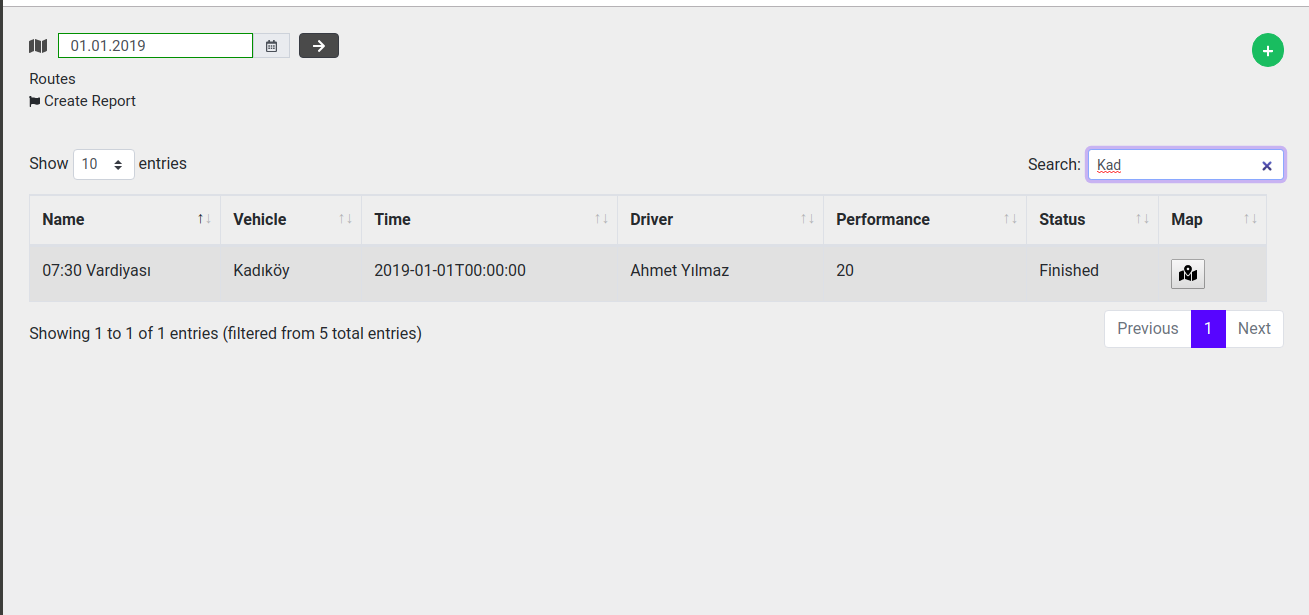 01.01.2019
Routes
Create Report
Show 10 entries
Search: Kad
Name Vehicle Time Driver Performance Status Map
07:30 Vardiyası Kadıköy 2019-01-01T00:00:00 Ahmet Yılmaz 20 Finished
Showing 1 to 1 of 1 entries (filtered from 5 total entries)
Previous 1 Next